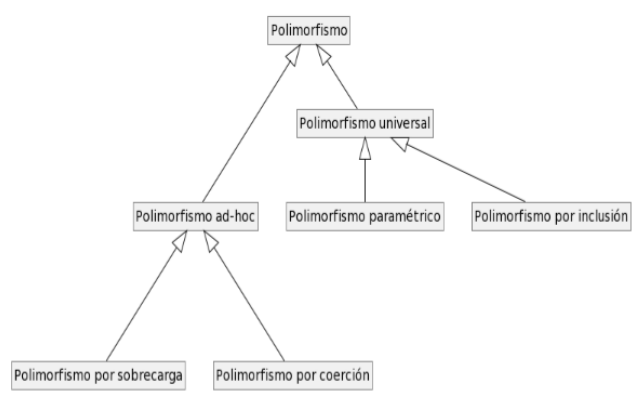 Polimorfismo
Polimorfismo universal
Polimorfismo ad-hoc
Polimorfismo paramétrico
Polimorfismo por inclusión
Polimorfismo por sobrecarga
Polimorfismo por coerción